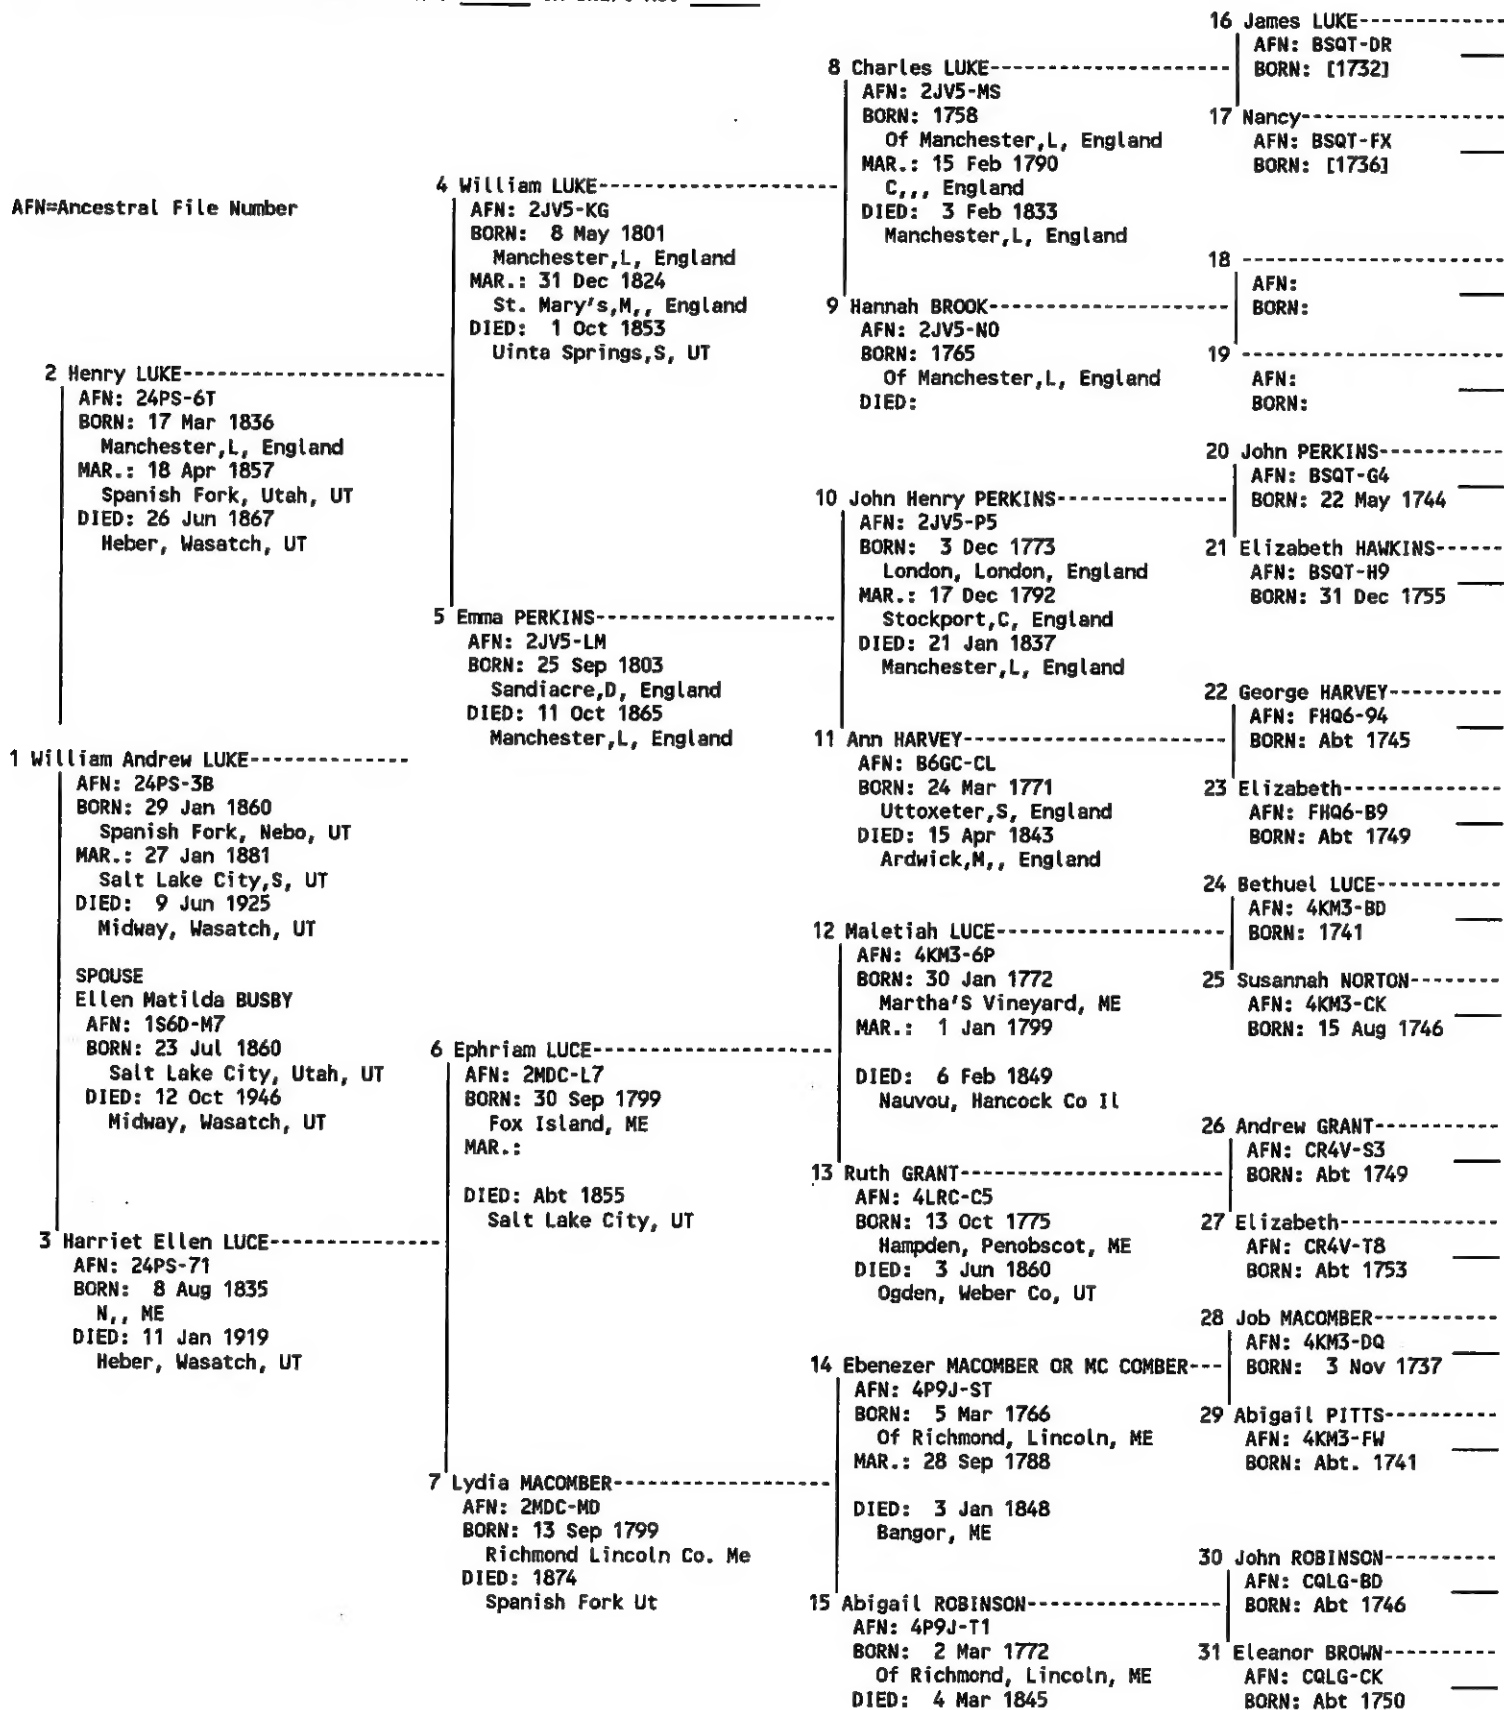 AFN=Ancestral File Number
1 William Andrew LUKE
AFN: 24PS-3B
BORN: 29 Jan 1860
Spanish Fork, Nebo, UT
MAR.: 27 Jan 1881
Salt Lake City,S, UT
DIED: 9 Jun 1925
Midway, Wasatch, UT
SPOUSE
Ellen Matilda BUSBY
AFN: 1S6D-M7
BORN: 23 Jul 1860
Salt Lake City, Utah, UT
DIED: 12 Oct 1946
Midway, Wasatch, UT
2 Henry LUKE
AFN: 24PS-6T
BORN: 17 Mar 1836
Manchester,L, England
MAR.: 18 Apr 1857
Spanish Fork, Utah, UT
DIED: 26 Jun 1867
Heber, Wasatch, UT
3 Harriet Ellen LUCE
AFN: 24PS-71
BORN: 8 Aug 1835
N,, ME
DIED: 11 Jan 1919
Heber, Wasatch, UT
4 William LUKE
AFN: 2JV5-KG
BORN: 8 May 1801
Manchester,L, England
MAR.: 31 Dec 1824
St. Mary's,M,, England
DIED: 1 Oct 1853
Uinta Springs,S, UT
5 Emma PERKINS
AFN: 2JV5-LM
BORN: 25 Sep 1803
Sandiacre,D, England
DIED: 11 Oct 1865
Manchester,L, England
6 Ephriam LUCE
AFN: 2MDC-L7
BORN: 30 Sep 1799
Fox Island, ME
MAR.:
DIED: Abt 1855
Salt Lake City, UT
7 Lydia MACOMBER
AFN: 2MDC-MD
BORN: 13 Sep 1799
Richmond Lincoln Co. Me
DIED: 1874
Spanish Fork Ut
8 Charles LUKE
AFN: 2JV5-MS
BORN: 1758
Of Manchester,L, England
MAR.: 15 Feb 1790
C,,, England
DIED: 3 Feb 1833
Manchester,L, England
9 Hannah BROOK
AFN: 2JV5-N0
BORN: 1765
Of Manchester,L, England
DIED:
10 John Henry PERKINS
AFN: 2JV5-P5
BORN: 3 Dec 1773
London, London, England
MAR.: 17 Dec 1792
Stockport,C, England
DIED: 21 Jan 1837
Manchester,L, England
11 Ann HARVEY
AFN: B6GC-CL
BORN: 24 Mar 1771
Uttoxeter,S, England
DIED: 15 Apr 1843
Ardwick,M,, England
12 Maletiah LUCE
AFN: 4KM3-6P
BORN: 30 Jan 1772
Martha'S Vineyard, ME
MAR.: 1 Jan 1799
DIED: 6 Feb 1849
Nauvou, Hancock Co Il
13 Ruth GRANT
AFN: 4LRC-C5
BORN: 13 Oct 1775
Hampden, Penobscot, ME
DIED: 3 Jun 1860
Ogden, Weber Co, UT
14 Ebenezer MACOMBER OR MC COMBER
AFN: 4P9J-ST
BORN: 5 Mar 1766
Of Richmond, Lincoln, ME
MAR.: 28 Sep 1788
DIED: 3 Jan 1848
Bangor, ME
15 Abigail ROBINSON
AFN: 4P9J-T1
BORN: 2 Mar 1772
Of Richmond, Lincoln, ME
DIED: 4 Mar 1845
16 James LUKE
AFN: BSQT-DR
BORN: [1732]
17 Nancy
AFN: BSQT-FX
BORN: [1736]
18
AFN:
BORN:
19
AFN:
BORN:
20 John PERKINS
AFN: BSQT-G4
BORN: 22 May 1744
21 Elizabeth HAWKINS
AFN: BSQT-H9
BORN: 31 Dec 1755
22 George HARVEY
AFN: FHQ6-94
BORN: Abt 1745
23 Elizabeth
AFN: FHQ6-B9
BORN: Abt 1749
24 Bethuel LUCE
AFN: 4KM3-BD
BORN: 1741
25 Susannah NORTON
AFN: 4KM3-CK
BORN: 15 Aug 1746
26 Andrew GRANT
AFN: CR4V-S3
BORN: Abt 1749
27 Elizabeth
AFN: CR4V-T8
BORN: Abt 1753
28 Job MACOMBER
AFN: 4KM3-DQ
BORN: 3 Nov 1737
29 Abigail PITTS
AFN: 4KM3-FW
BORN: Abt. 1741
30 John ROBINSON
AFN: CQLG-BD
BORN: Abt 1746
31 Eleanor BROWN
AFN: CQLG-CK
BORN: Abt 1750